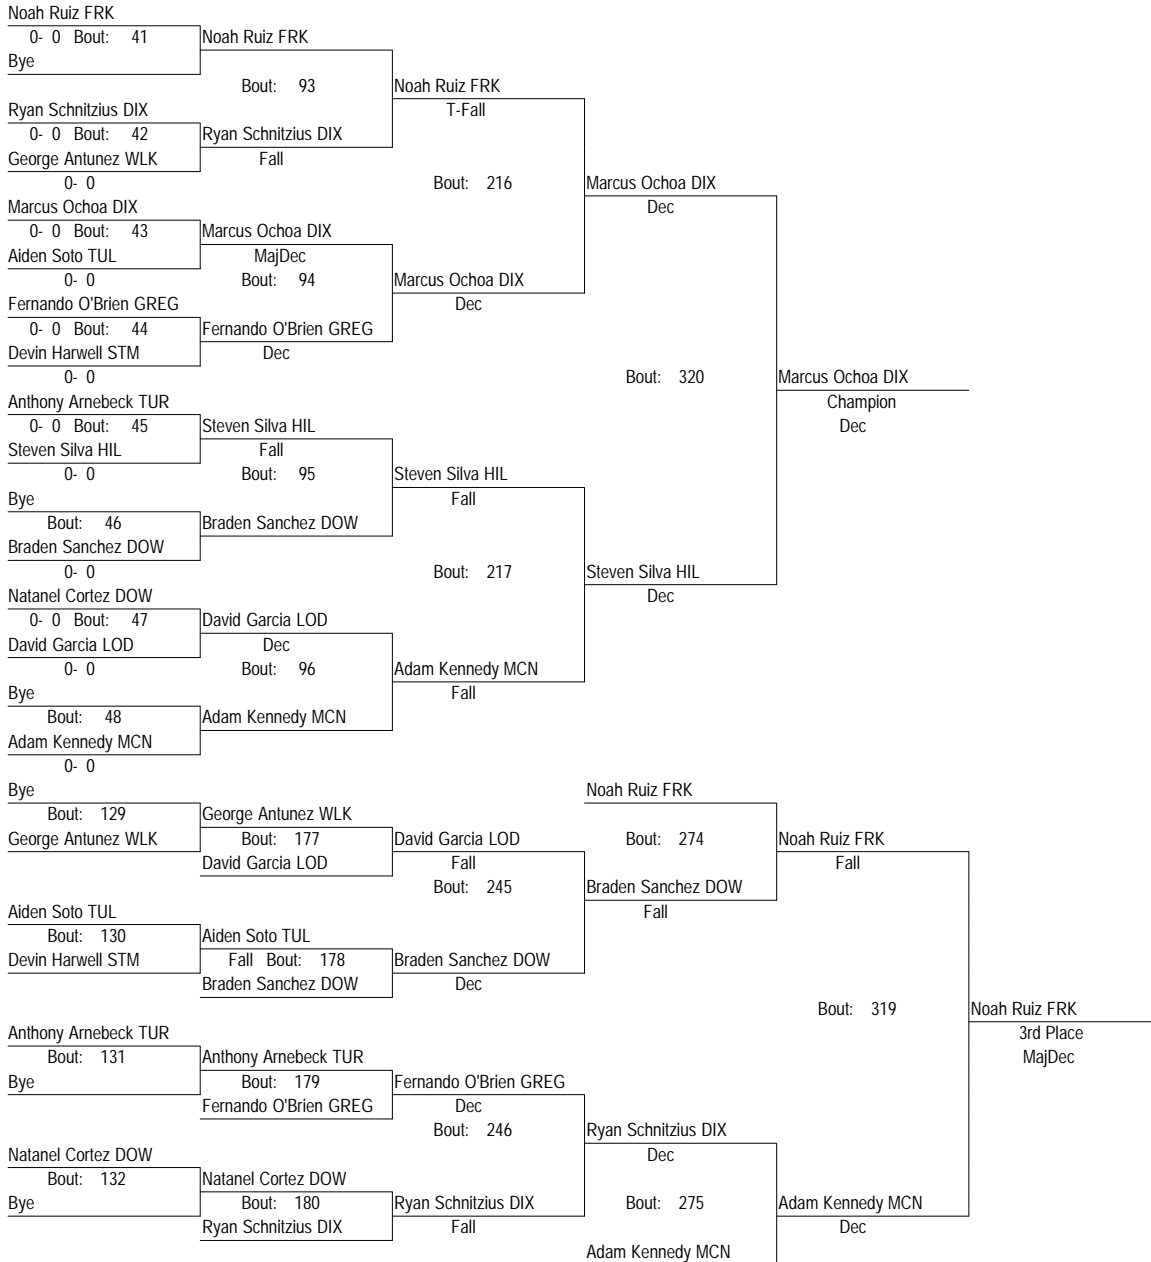 Noah Ruiz FRK
0- 0 Bout: 41 Noah Ruiz FRK
Bye
Bout: 93 Noah Ruiz FRK
Ryan Schnitzius DIX T-Fall
0- 0 Bout: 42 Ryan Schnitzius DIX
George Antunez WLK Fall
0- 0 Bout: 216 Marcus Ochoa DIX
Marcus Ochoa DIX Dec
0- 0 Bout: 43 Marcus Ochoa DIX
Aiden Soto TUL MajDec
0- 0 Bout: 94 Marcus Ochoa DIX
Fernando O'Brien GREG Dec
0- 0 Bout: 44 Fernando O'Brien GREG
Devin Harwell STM Dec
0- 0 Bout: 320 Marcus Ochoa DIX
Anthony Arnebeck TUR Champion
0- 0 Bout: 45 Steven Silva HIL Dec
Steven Silva HIL Fall
0- 0 Bout: 95 Steven Silva HIL
Bye Fall
Bout: 46 Braden Sanchez DOW
Braden Sanchez DOW
0- 0 Bout: 217 Steven Silva HIL
Natanel Cortez DOW Dec
0- 0 Bout: 47 David Garcia LOD
David Garcia LOD Dec
0- 0 Bout: 96 Adam Kennedy MCN
Bye Fall
Bout: 48 Adam Kennedy MCN
Adam Kennedy MCN
0- 0
Bye Noah Ruiz FRK
Bout: 129 George Antunez WLK
George Antunez WLK Bout: 177 David Garcia LOD Bout: 274 Noah Ruiz FRK
David Garcia LOD Fall Fall
Bout: 245 Braden Sanchez DOW
Aiden Soto TUL Fall
Bout: 130 Aiden Soto TUL
Devin Harwell STM Fall Bout: 178 Braden Sanchez DOW
Braden Sanchez DOW Dec
Bout: 319 Noah Ruiz FRK
Anthony Arnebeck TUR 3rd Place
Bout: 131 Anthony Arnebeck TUR MajDec
Bye Bout: 179 Fernando O'Brien GREG
Fernando O'Brien GREG Dec
Bout: 246 Ryan Schnitzius DIX
Natanel Cortez DOW Dec
Bout: 132 Natanel Cortez DOW
Bye Bout: 180 Ryan Schnitzius DIX Bout: 275 Adam Kennedy MCN
Ryan Schnitzius DIX Fall Dec
Adam Kennedy MCN